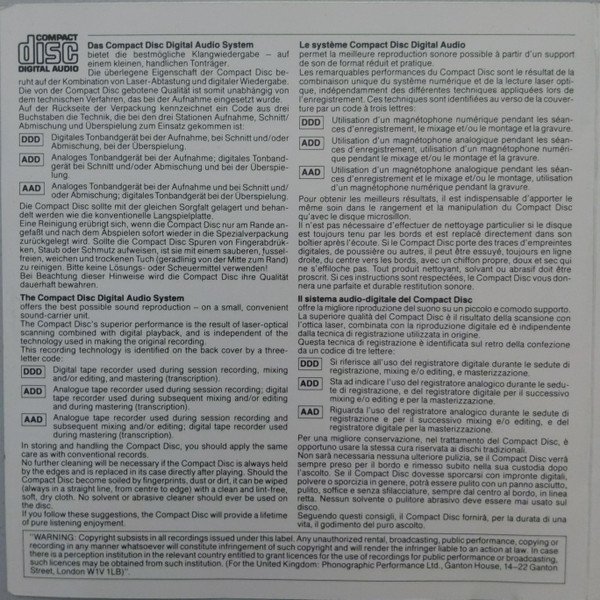 COMPACT
disc
DIGITAL AUDIO
Das Compact Disc Digital Audio System
bietet die bestmögliche Klangwiedergabe – auf
einem kleinen, handlichen Tonträger.
Die überlegene Eigenschaft der Compact Disc be-
ruht auf der Kombination von Laser-Abtastung und digitaler Wiedergabe.
Die von der Compact Disc gebotene Qualität ist somit unabhängig von
dem technischen Verfahren, das bei der Aufnahme eingesetzt wurde.
Auf der Rückseite der Verpackung kennzeichnet ein Code aus drei
Buchstaben die Technik, die bei den drei Stationen Aufnahme, Schnitt/
Abmischung und Überspielung zum Einsatz gekommen ist:
DDD Digitales Tonbandgerät bei der Aufnahme, bei Schnitt und/oder
Abmischung, bei der Überspielung.
ADD Analoges Tonbandgerät bei der Aufnahme; digitales Tonband-
gerät bei Schnitt und/oder Abmischung und bei der Überspie-
lung.
AAD Analoges Tonbandgerät bei der Aufnahme und bei Schnitt und/
oder Abmischung; digitales Tonbandgerät bei der Überspielung.
Die Compact Disc sollte mit der gleichen Sorgfalt gelagert und behan-
delt werden wie die konventionelle Langspielplatte.
Eine Reinigung erübrigt sich, wenn die Compact Disc nur am Rande an-
gefaßt und nach dem Abspielen sofort wieder in die Spezialverpackung
zurückgelegt wird. Sollte die Compact Disc Spuren von Fingerabdrük-
ken, Staub oder Schmutz aufweisen, ist sie mit einem sauberen, fussel-
freien, weichen und trockenen Tuch (geradlinig von der Mitte zum Rand)
zu reinigen. Bitte keine Lösungs- oder Scheuermittel verwenden!
Bei Beachtung dieser Hinweise wird die Compact Disc ihre Qualität
dauerhaft bewahren.
The Compact Disc Digital Audio System
offers the best possible sound reproduction – on a small, convenient
sound-carrier unit.
The Compact Disc's superior performance is the result of laser-optical
scanning combined with digital playback, and is independent of the
technology used in making the original recording.
This recording technology is identified on the back cover by a three-
letter code:
DDD Digital tape recorder used during session recording, mixing
and/or editing, and mastering (transcription).
ADD Analogue tape recorder used during session recording; digital
tape recorder used during subsequent mixing and/or editing
and during mastering (transcription).
AAD Analogue tape recorder used during session recording and
subsequent mixing and/or editing; digital tape recorder used
during mastering (transcription).
In storing and handling the Compact Disc, you should apply the same
care as with conventional records.
No further cleaning will be necessary if the Compact Disc is always held
by the edges and is replaced in its case directly after playing. Should the
Compact Disc become soiled by fingerprints, dust or dirt, it can be wiped
(always in a straight line, from centre to edge) with a clean and lint-free,
soft, dry cloth. No solvent or abrasive cleaner should ever be used on
the disc.
If you follow these suggestions, the Compact Disc will provide a lifetime
of pure listening enjoyment.
Le système Compact Disc Digital Audio
permet la meilleure reproduction sonore possible à partir d'un support
de son de format réduit et pratique.
Les remarquables performances du Compact Disc sont le résultat de la
combinaison unique du système numérique et de la lecture laser opti-
que, indépendamment des différentes techniques appliquées lors de
l'enregistrement. Ces techniques sont identifiées au verso de la couver-
ture par un code à trois lettres:
DDD Utilisation d'un magnétophone numérique pendant les séan-
ces d'enregistrement, le mixage et/ou le montage et la gravure.
ADD Utilisation d'un magnétophone analogique pendant les séan-
ces d'enregistrement, utilisation d'un magnétophone numéri-
que pendant le mixage et/ou le montage et la gravure.
AAD Utilisation d'un magnétophone analogique pendant les séan-
ces d'enregistrement et le mixage et/ou le montage, utilisation
d'un magnétophone numérique pendant la gravure.
Pour obtenir les meilleurs résultats, il est indispensable d'apporter le
même soin dans le rangement et la manipulation du Compact Disc
qu'avec le disque microsillon.
Il n'est pas nécessaire d'effectuer de nettoyage particulier si le disque
est toujours tenu par les bords et est replacé directement dans son
boîtier après l'écoute. Si le Compact Disc porte des traces d'empreintes
digitales, de poussière ou autres, il peut être essuyé, toujours en ligne
droite, du centre vers les bords, avec un chiffon propre, doux et sec qui
ne s'effiloche pas. Tout produit nettoyant, solvant ou abrasif doit être
proscrit. Si ces instructions sont respectées, le Compact Disc vous don-
nera une parfaite et durable restitution sonore.
Il sistema audio-digitale del Compact Disc
offre la migliore riproduzione del suono su un piccolo e comodo supporto.
La superiore qualità del Compact Disc è il risultato della scansione con
l'ottica laser, combinata con la riproduzione digitale ed è indipendente
dalla tecnica di registrazione utilizzata in origine.
Questa tecnica di registrazione è identificata sul retro della confezione
da un codice di tre lettere:
DDD Si riferisce all'uso del registratore digitale durante le sedute di
registrazione, mixing e/o editing, e masterizzazione.
ADD Sta ad indicare l'uso del registratore analogico durante le sedu-
te di registrazione, e del registratore digitale per il successivo
mixing e/o editing e per la masterizzazione.
AAD Riguarda l'uso del registratore analogico durante le sedute di
registrazione e per il successivo mixing e/o editing, e del
registratore digitale per la masterizzazione.
Per una migliore conservazione, nel trattamento del Compact Disc, è
opportuno usare la stessa cura riservata ai dischi tradizionali.
Non sarà necessaria nessuna ulteriore pulizia, se il Compact Disc verrà
sempre preso per il bordo e rimesso subito nella sua custodia dopo
l'ascolto. Se il Compact Disc dovesse sporcarsi con impronte digitali,
polvere o sporcizia in genere, potrà essere pulito con un panno asciutto,
pulito, soffice e senza sfilacciature, sempre dal centro al bordo, in linea
retta. Nessun solvente o pulitore abrasivo deve essere mai usato sul
disco.
Seguendo questi consigli, il Compact Disc fornirà, per la durata di una
vita, il godimento del puro ascolto.
"WARNING: Copyright subsists in all recordings issued under this label. Any unauthorized rental, broadcasting, public performance, copying or
recording in any manner whatsoever will constitute infringement of such copyright and will render the infringer liable to an action at law. In case
there is a perception institution in the relevant country entitled to grant licences for the use of recordings for public performance or broadcasting,
such licences may be obtained from such institution. (For the United Kingdom: Phonographic Performance Ltd., Ganton House, 14–22 Ganton
Street, London W1V 1LB)".